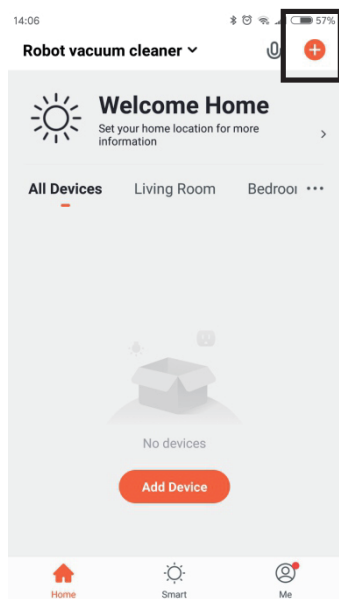 14:06
57%
Robot vacuum cleaner
Welcome Home
Set your home location for more
information
All Devices Living Room Bedroor
No devices
Add Device
Home Smart Me